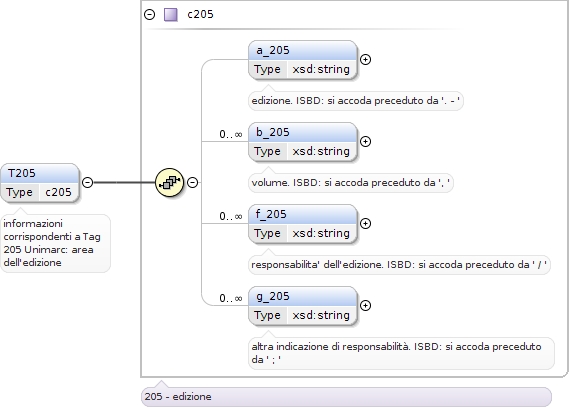 c205
a_205
Type xsd:string
edizione. ISBD: si accoda preceduto da '. - '
0..∞
b_205
Type xsd:string
volume. ISBD: si accoda preceduto da ', '
T205
Type c205
informazioni
corrispondenti a Tag
205 Unimarc: area
dell'edizione
0..∞
f_205
Type xsd:string
responsabilita' dell'edizione. ISBD: si accoda preceduto da ' / '
0..∞
g_205
Type xsd:string
altra indicazione di responsabilità. ISBD: si accoda preceduto
da ' ; '
205 - edizione